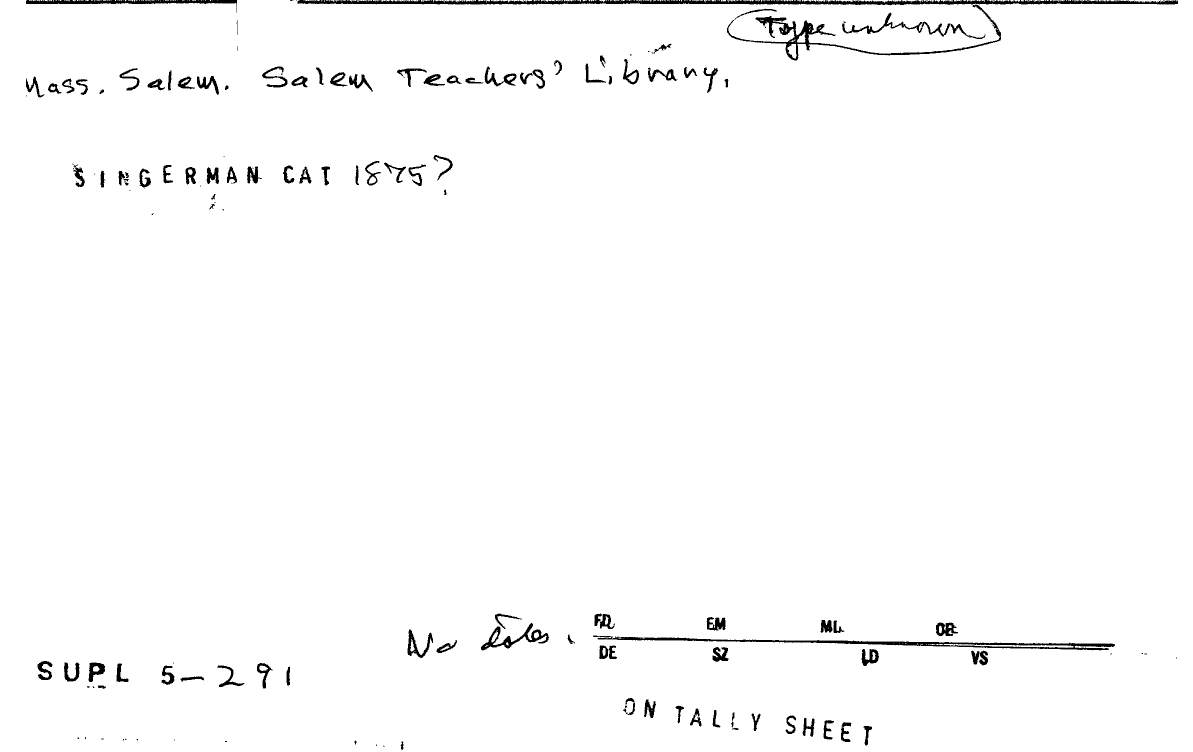 Type unknown
Mass. Salem. Salem Teachers' Library.
SINGERMAN CAT 1875?
No dates.
FD EM ML OB
DE SZ LD VS
SUPL 5-291
ON TALLY SHEET